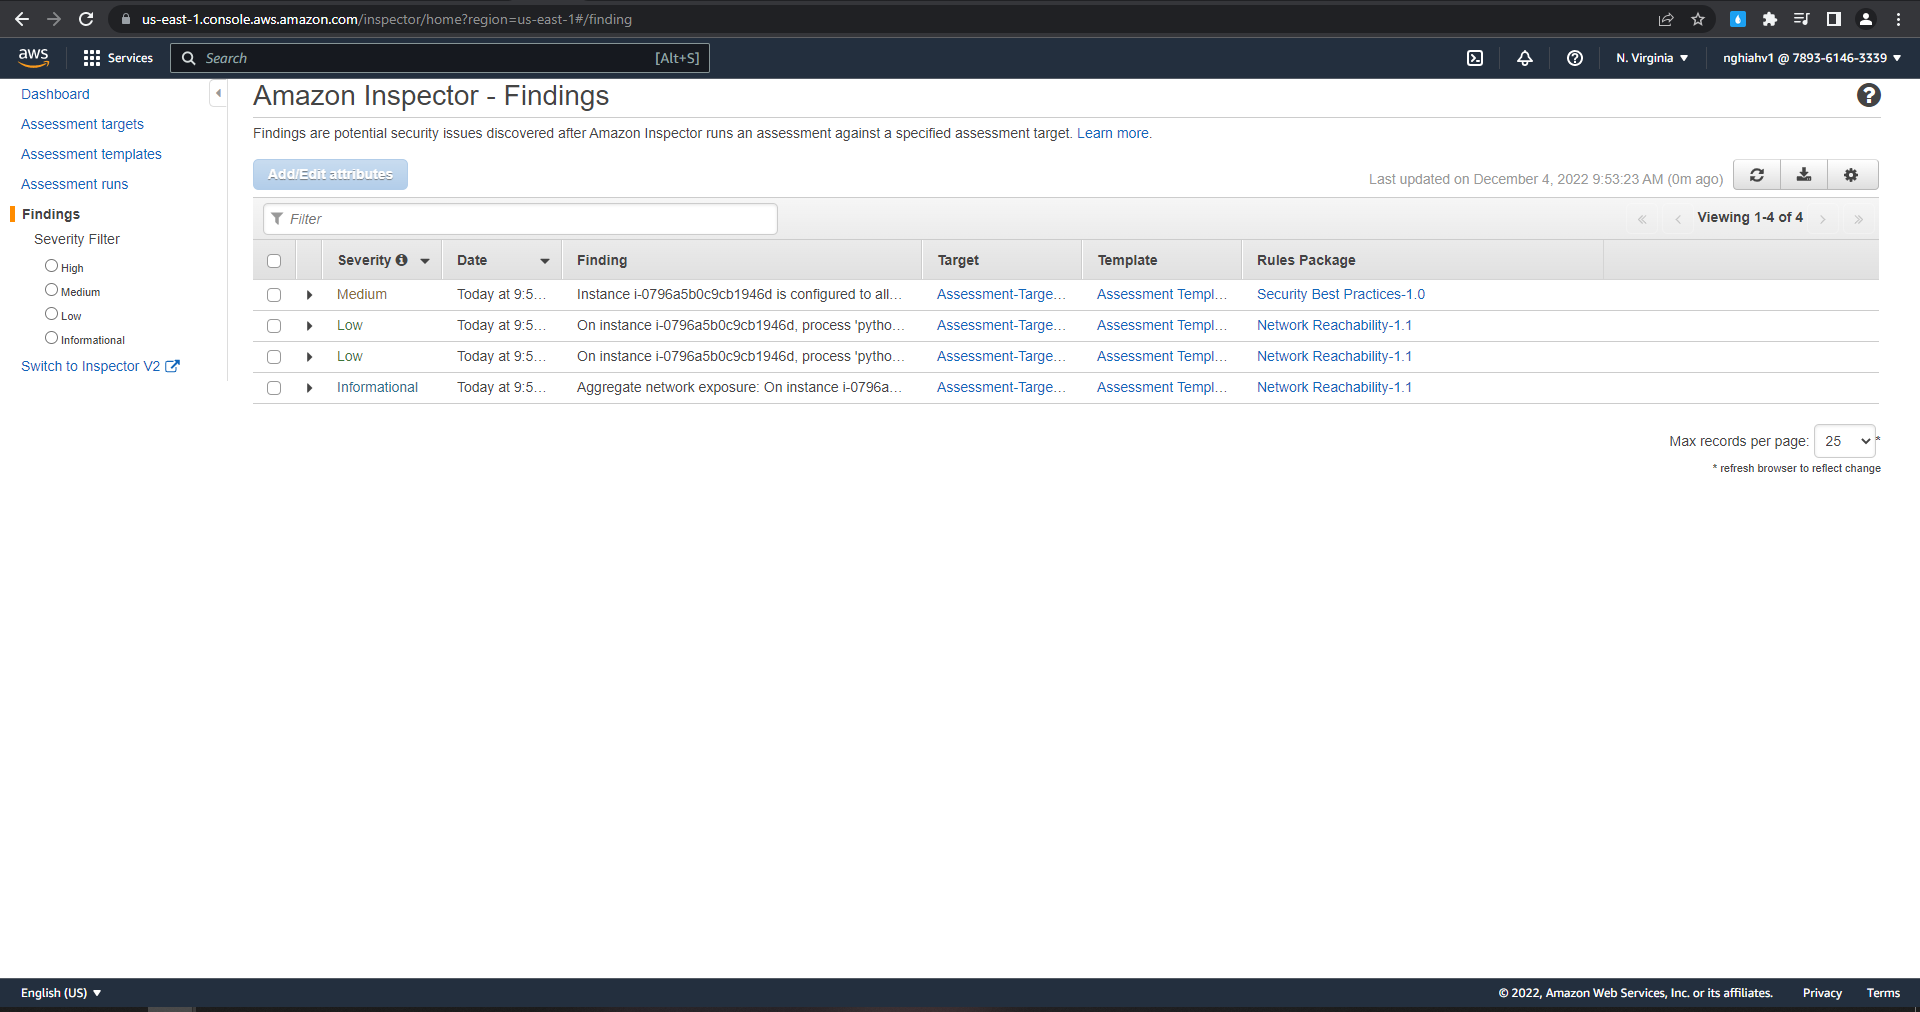 us-east-1.console.aws.amazon.com/inspector/home?region=us-east-1#/finding
aws Services Search [Alt+S] N. Virginia nghiahv1 @ 7893-6146-3339
Dashboard
Assessment targets
Assessment templates
Assessment runs
Findings
Severity Filter
High
Medium
Low
Informational
Switch to Inspector V2
Amazon Inspector - Findings
Findings are potential security issues discovered after Amazon Inspector runs an assessment against a specified assessment target. Learn more.
Add/Edit attributes
Last updated on December 4, 2022 9:53:23 AM (0m ago)
Filter
Viewing 1-4 of 4
Severity Date Finding Target Template Rules Package
Medium Today at 9:5... Instance i-0796a5b0c9cb1946d is configured to all... Assessment-Targe... Assessment Templ... Security Best Practices-1.0
Low Today at 9:5... On instance i-0796a5b0c9cb1946d, process 'pytho... Assessment-Targe... Assessment Templ... Network Reachability-1.1
Low Today at 9:5... On instance i-0796a5b0c9cb1946d, process 'pytho... Assessment-Targe... Assessment Templ... Network Reachability-1.1
Informational Today at 9:5... Aggregate network exposure: On instance i-0796a... Assessment-Targe... Assessment Templ... Network Reachability-1.1
Max records per page: 25 *
* refresh browser to reflect change
English (US)
© 2022, Amazon Web Services, Inc. or its affiliates. Privacy Terms